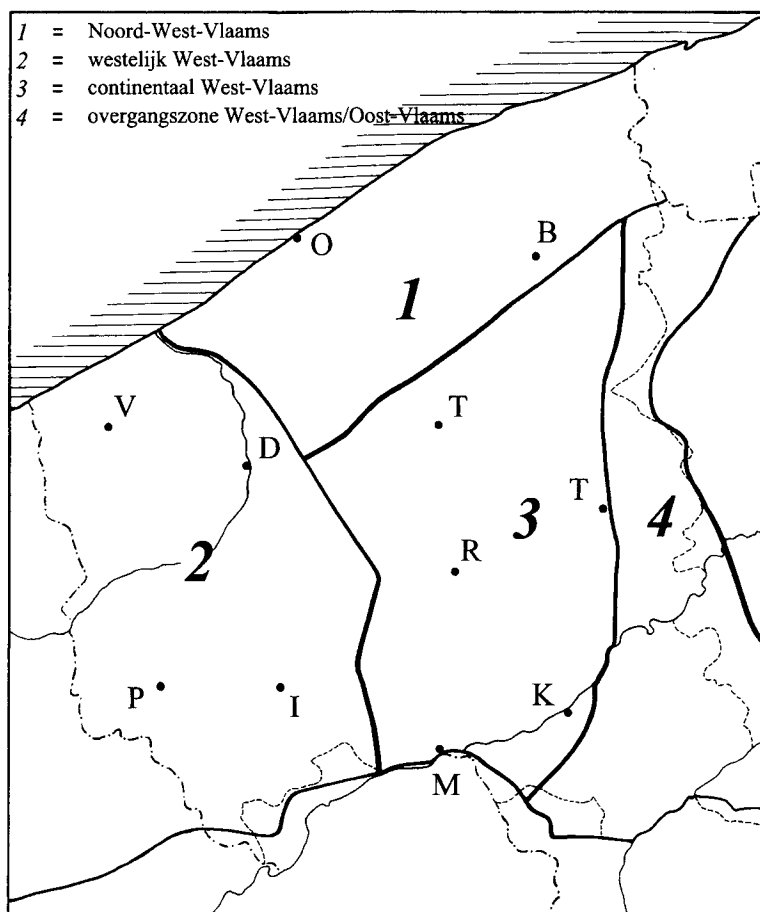 1 = Noord-West-Vlaams
2 = westelijk West-Vlaams
3 = continentaal West-Vlaams
4 = overgangszone West-Vlaams/Oost-Vlaams
O
B
1
V
T
D
T
3
4
2
R
P
I
K
M